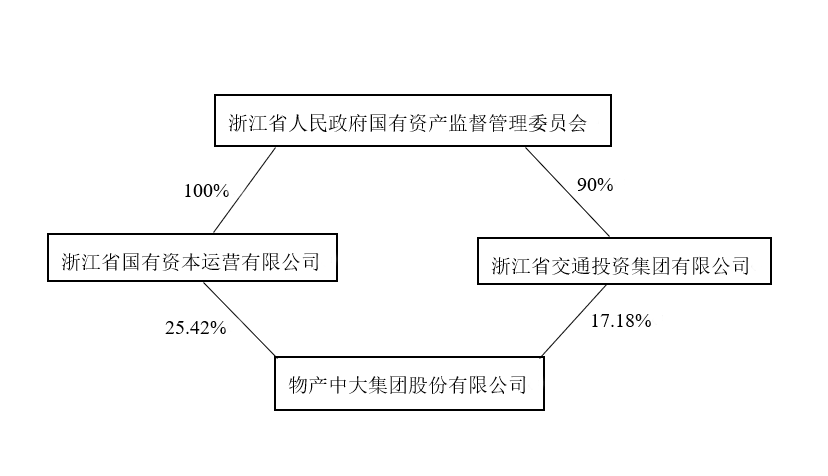 浙江省人民政府国有资产监督管理委员会
100%
90%
浙江省国有资本运营有限公司
浙江省交通投资集团有限公司
25.42%
17.18%
物产中大集团股份有限公司